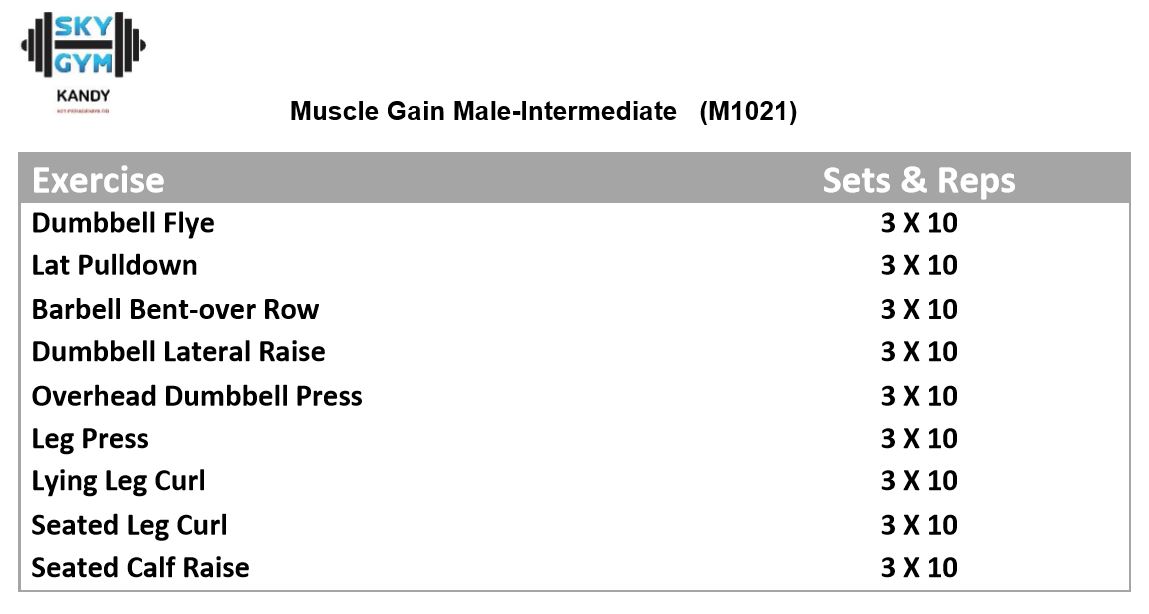 SKY
GYM
KANDY
Muscle Gain Male-Intermediate (M1021)
Exercise Sets & Reps
Dumbbell Flye 3 X 10
Lat Pulldown 3 X 10
Barbell Bent-over Row 3 X 10
Dumbbell Lateral Raise 3 X 10
Overhead Dumbbell Press 3 X 10
Leg Press 3 X 10
Lying Leg Curl 3 X 10
Seated Leg Curl 3 X 10
Seated Calf Raise 3 X 10